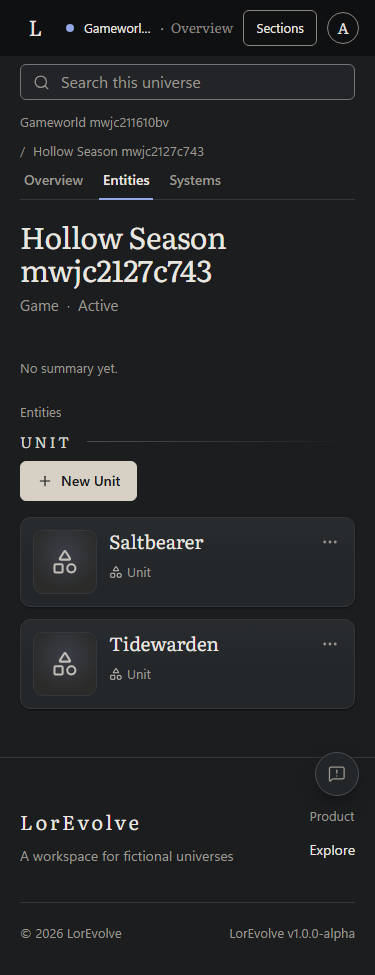 L
Gameworl... · Overview
Sections
A
Search this universe
Gameworld mwjc211610bv
/ Hollow Season mwjc2127c743
Overview Entities Systems
Hollow Season
mwjc2127c743
Game · Active
No summary yet.
Entities
UNIT
+ New Unit
Saltbearer
Unit
Tidewarden
Unit
LorEvolve
A workspace for fictional universes
Product
Explore
© 2026 LorEvolve
LorEvolve v1.0.0-alpha